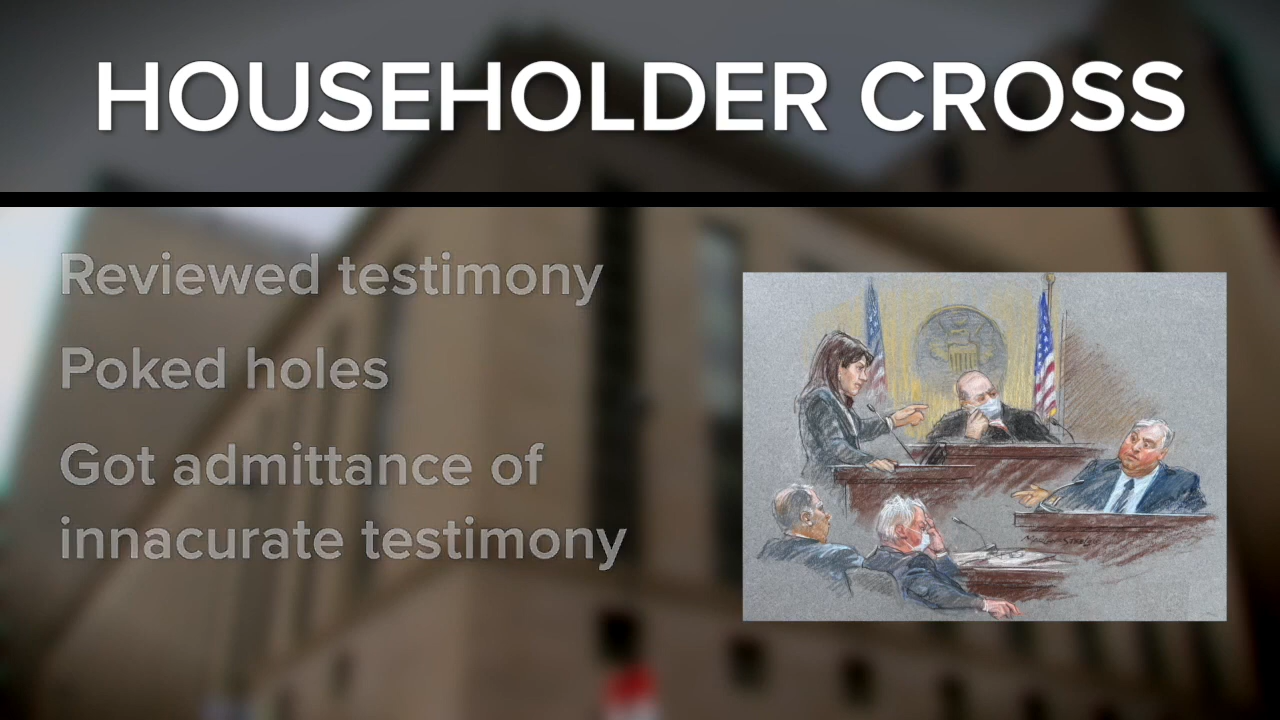 HOUSEHOLDER CROSS
Reviewed testimony
Poked holes
Got admittance of
innacurate testimony